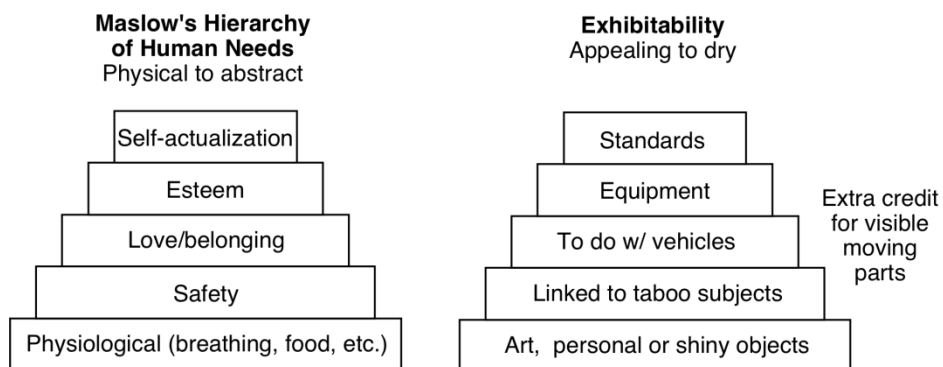 Maslow's Hierarchy
of Human Needs
Physical to abstract
Self-actualization
Esteem
Love/belonging
Safety
Physiological (breathing, food, etc.)
Exhibitability
Appealing to dry
Standards
Equipment
To do w/ vehicles
Linked to taboo subjects
Art, personal or shiny objects
Extra credit
for visible
moving
parts